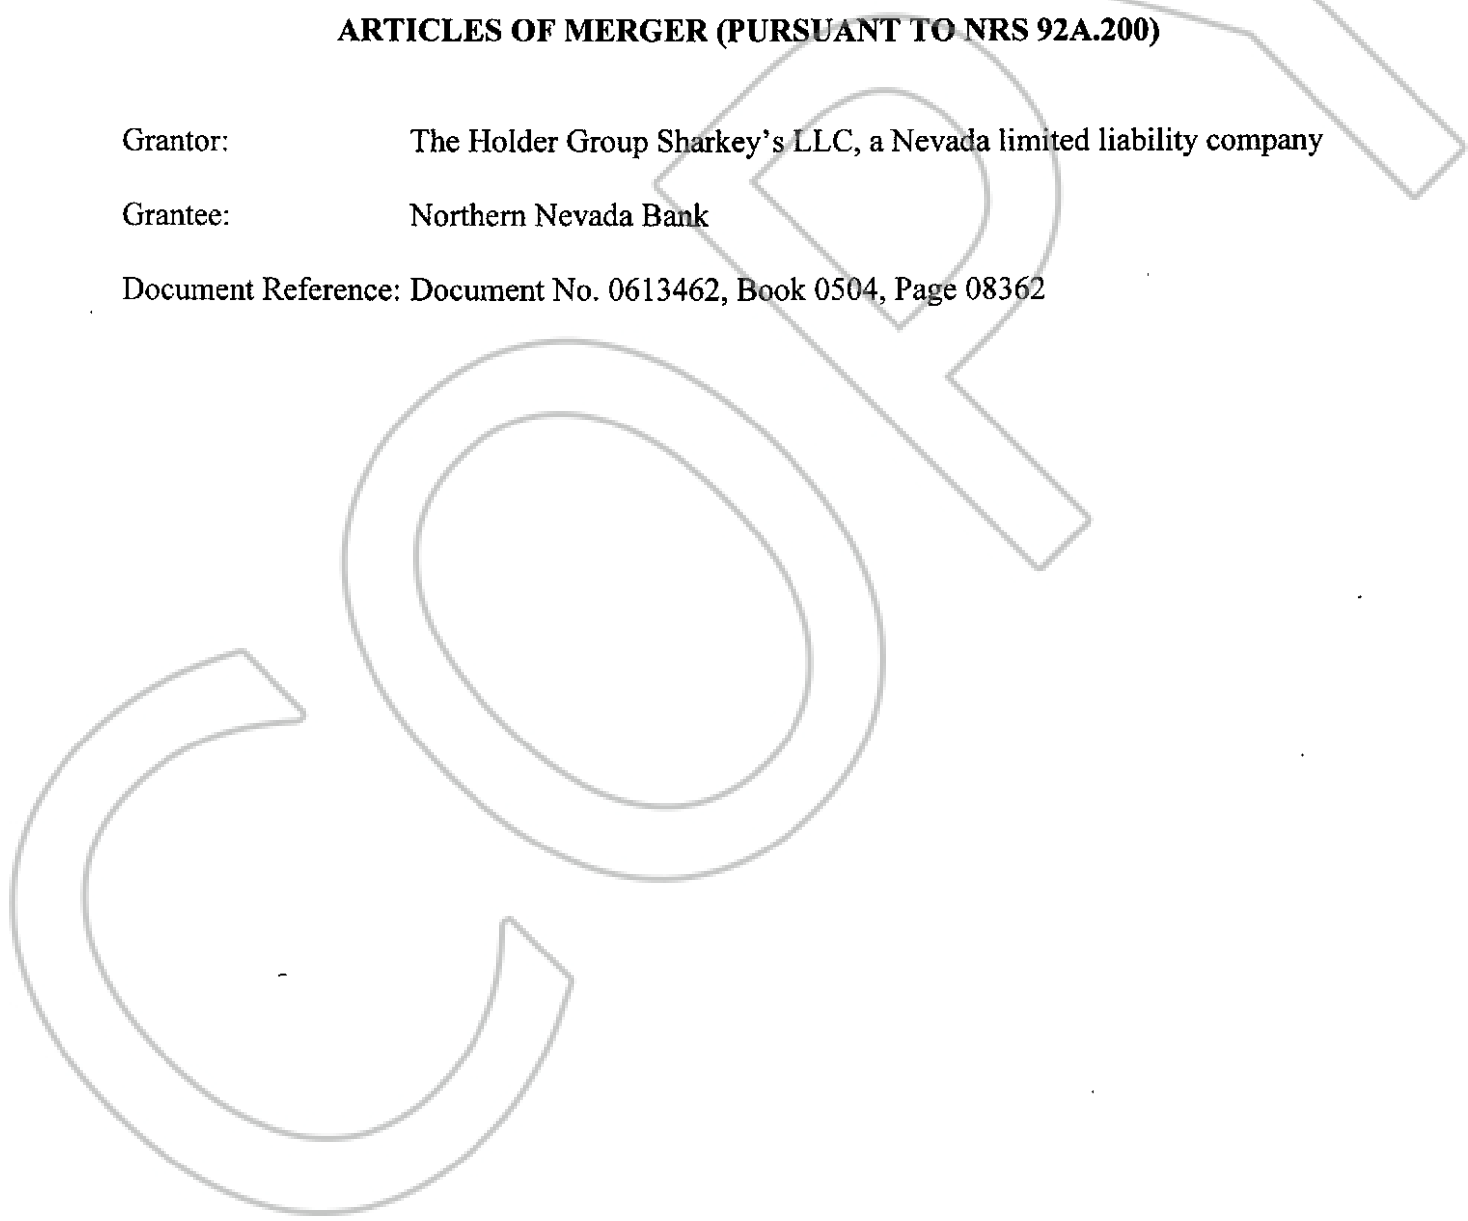 ARTICLES OF MERGER (PURSUANT TO NRS 92A.200)
Grantor: The Holder Group Sharkey's LLC, a Nevada limited liability company
Grantee: Northern Nevada Bank
Document Reference: Document No. 0613462, Book 0504, Page 08362
COPY